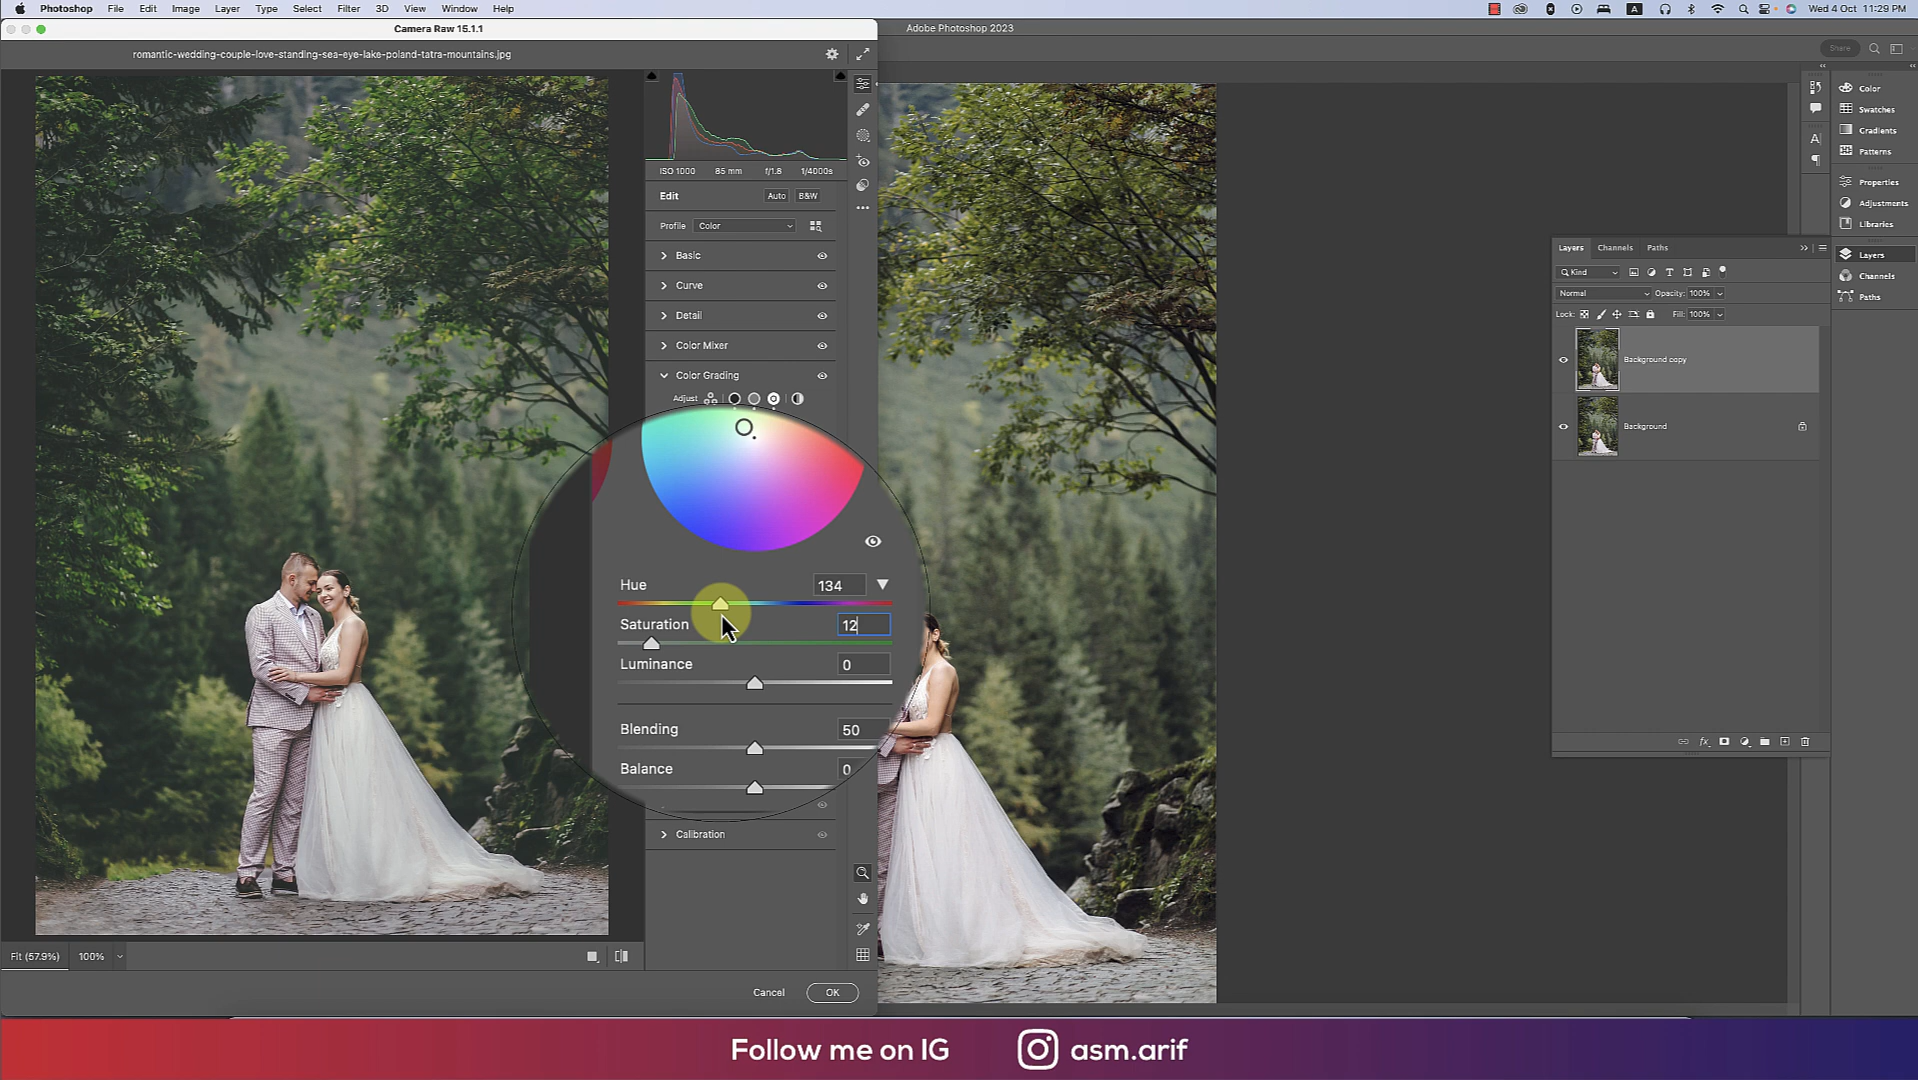 Photoshop File Edit Image Layer Type Select Filter 3D View Window Help
Wed 4 Oct 11:29 PM
Camera Raw 15.1.1
Adobe Photoshop 2023
romantic-wedding-couple-love-standing-sea-eye-lake-poland-tatra-mountains.jpg
Share
ISO 1000 85 mm f/1.8 1/4000s
Edit Auto B&W
Profile Color
Basic
Curve
Detail
Color Mixer
Color Grading
Adjust
Hue 134
Saturation 12
Luminance 0
Blending 50
Balance 0
Calibration
Fit (57.9%) 100%
Cancel OK
Color
Swatches
Gradients
Patterns
Properties
Adjustments
Libraries
Layers
Channels
Paths
Layers Channels Paths
Kind
Normal Opacity: 100%
Lock: Fill: 100%
Background copy
Background
Follow me on IG asm.arif